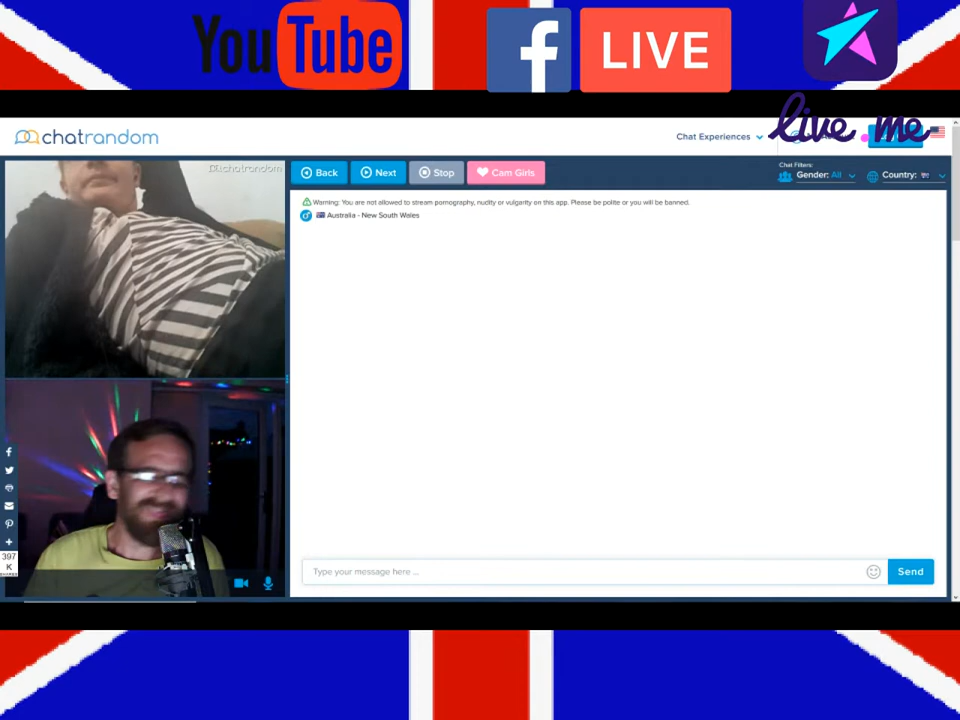 YouTube
f LIVE
live.me
chatrandom
Chat Experiences
chatrandom
Back
Next
Stop
Cam Girls
Chat Filters:
Gender: All
Country:
Warning: You are not allowed to stream pornography, nudity or vulgarity on this app. Please be polite or you will be banned.
Australia - New South Wales
397
K
Type your message here ...
Send